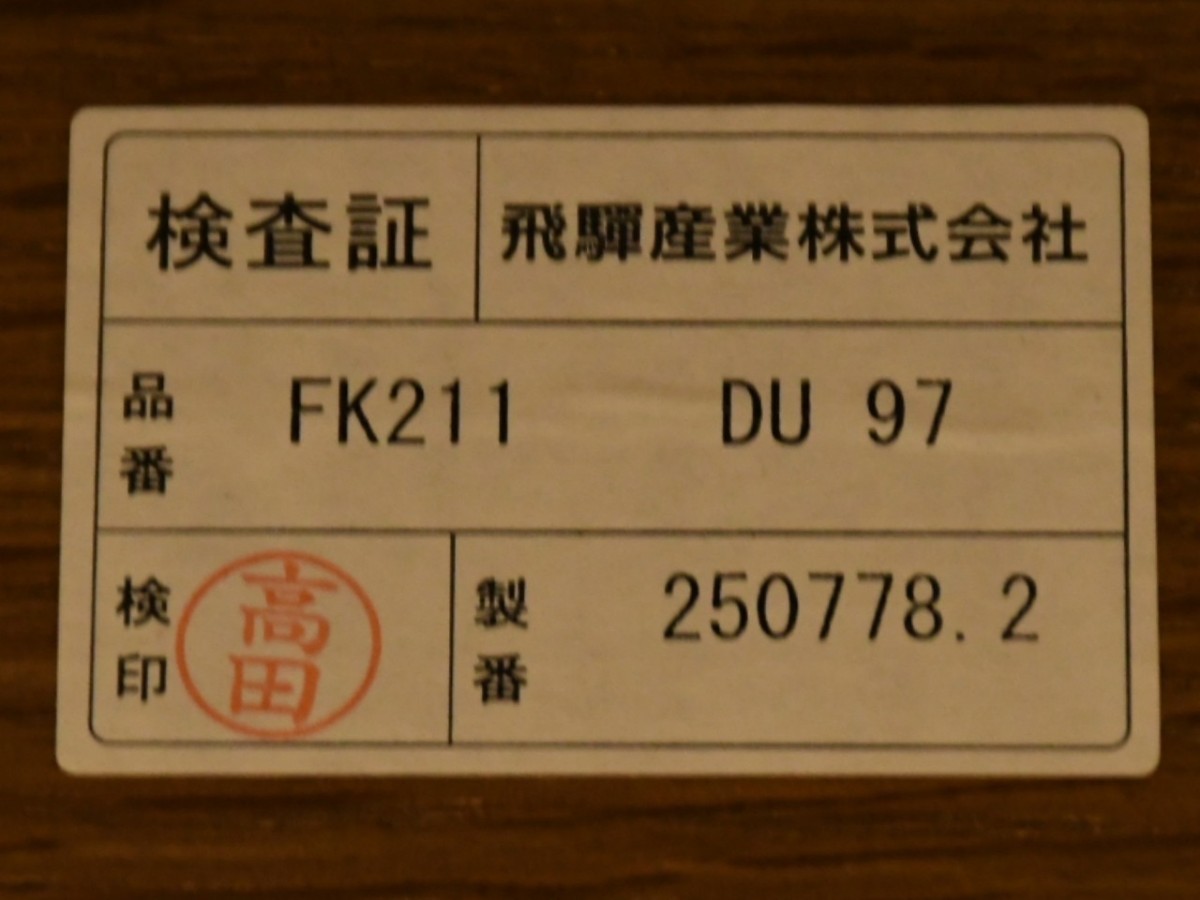 検査証
飛騨産業株式会社
品番
FK211 DU 97
検印
高田
製番
250778.2